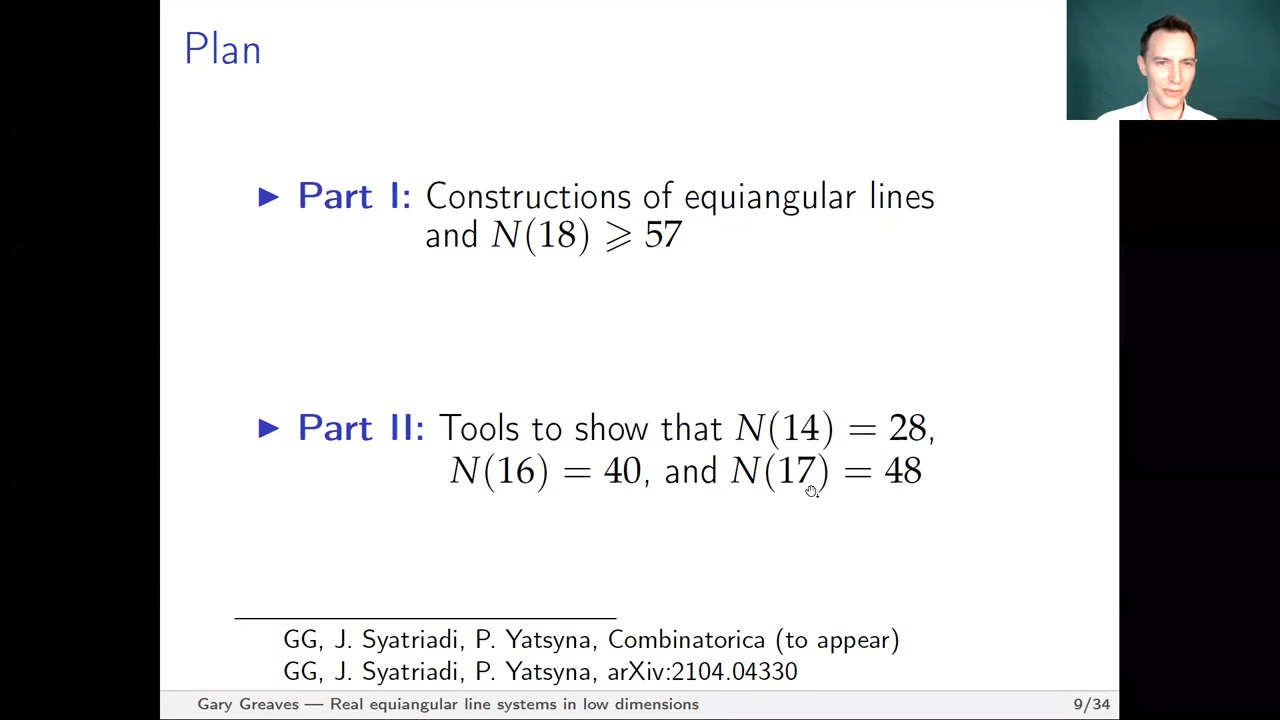 Plan
▶ Part I: Constructions of equiangular lines
and N(18) ⩾ 57
▶ Part II: Tools to show that N(14) = 28,
N(16) = 40, and N(17) = 48
GG, J. Syatriadi, P. Yatsyna, Combinatorica (to appear)
GG, J. Syatriadi, P. Yatsyna, arXiv:2104.04330
Gary Greaves — Real equiangular line systems in low dimensions 9/34